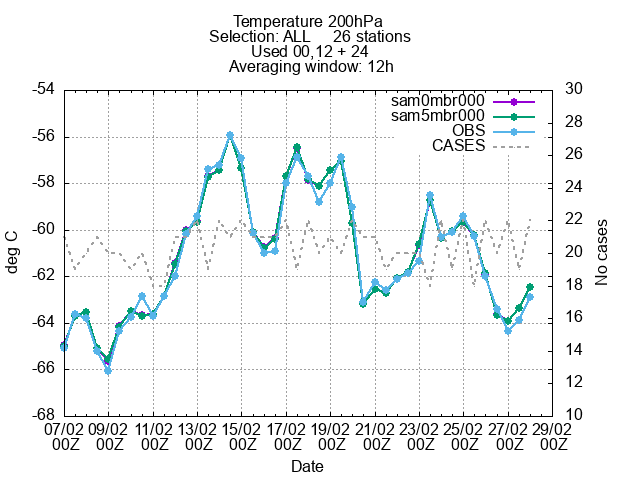 Temperature 200hPa
Selection: ALL 26 stations
Used 00,12 + 24
Averaging window: 12h
sam0mbr000
sam5mbr000
OBS
CASES
-54
-56
-58
-60
-62
-64
-66
-68
deg C
30
28
26
24
22
20
18
16
14
12
10
No cases
07/02 09/02 11/02 13/02 15/02 17/02 19/02 21/02 23/02 25/02 27/02 29/02
00Z 00Z 00Z 00Z 00Z 00Z 00Z 00Z 00Z 00Z 00Z 00Z
Date